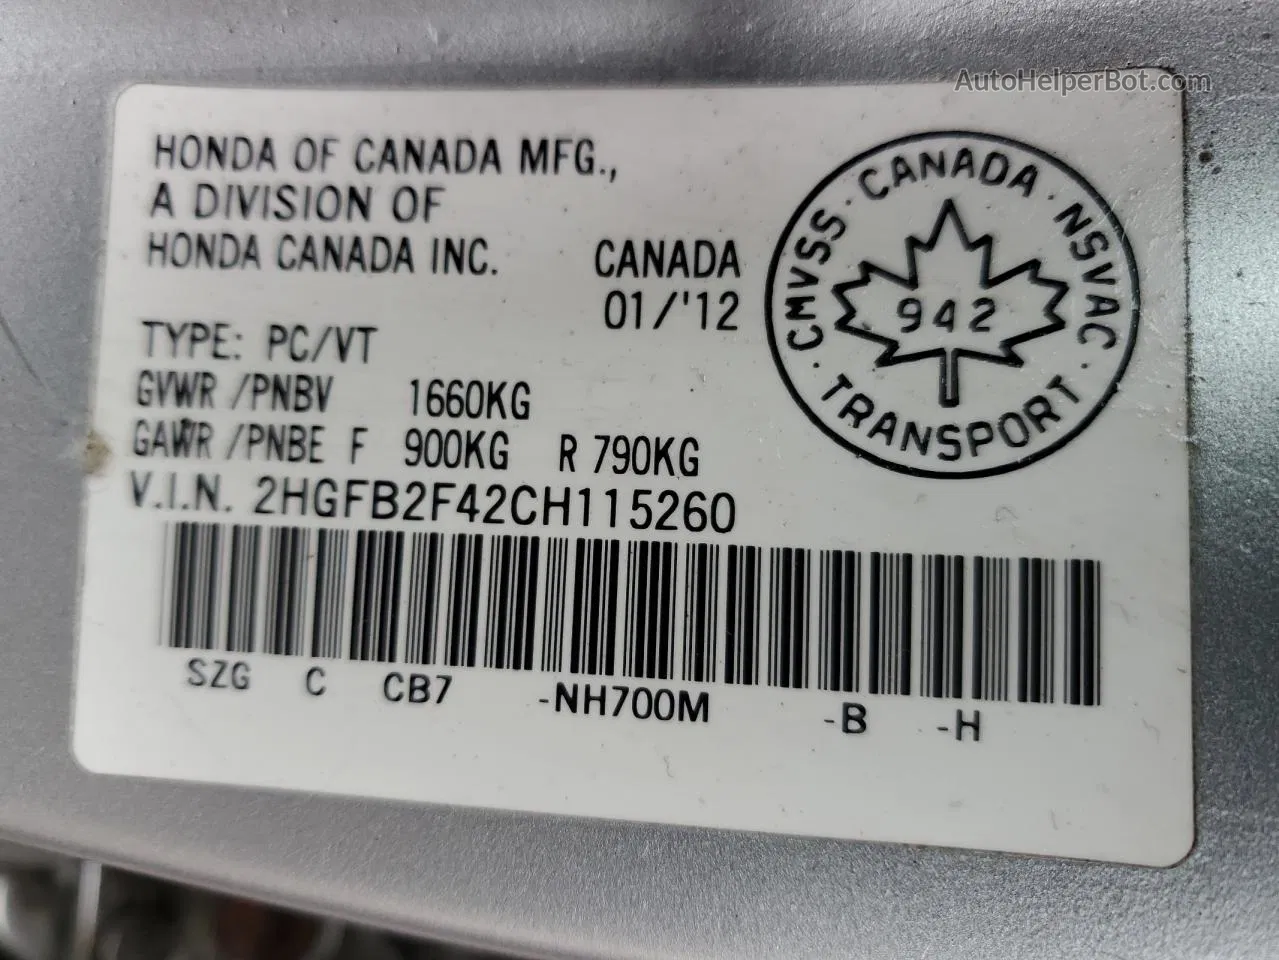 AutoHelperBot.com
HONDA OF CANADA MFG.,
A DIVISION OF
HONDA CANADA INC. CANADA
01/'12
TYPE: PC/VT
GVWR /PNBV 1660KG
GAWR /PNBE F 900KG R 790KG
V.I.N. 2HGFB2F42CH115260
SZG C CB7 -NH700M -B -H
CMVSS · CANADA · NSVAC · TRANSPORT ·
942